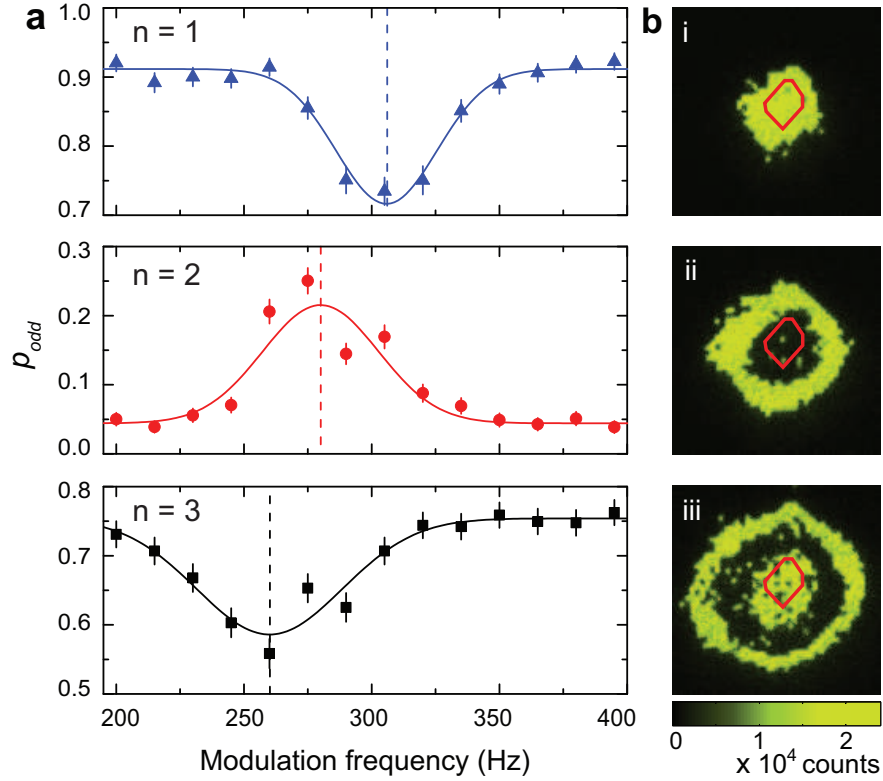 a
1.0
0.9
0.8
0.7
n = 1
0.3
0.2
0.1
0.0
n = 2
p_odd
0.8
0.7
0.6
0.5
n = 3
200 250 300 350 400
Modulation frequency (Hz)
b
i
ii
iii
0 1 2
x 10⁴ counts